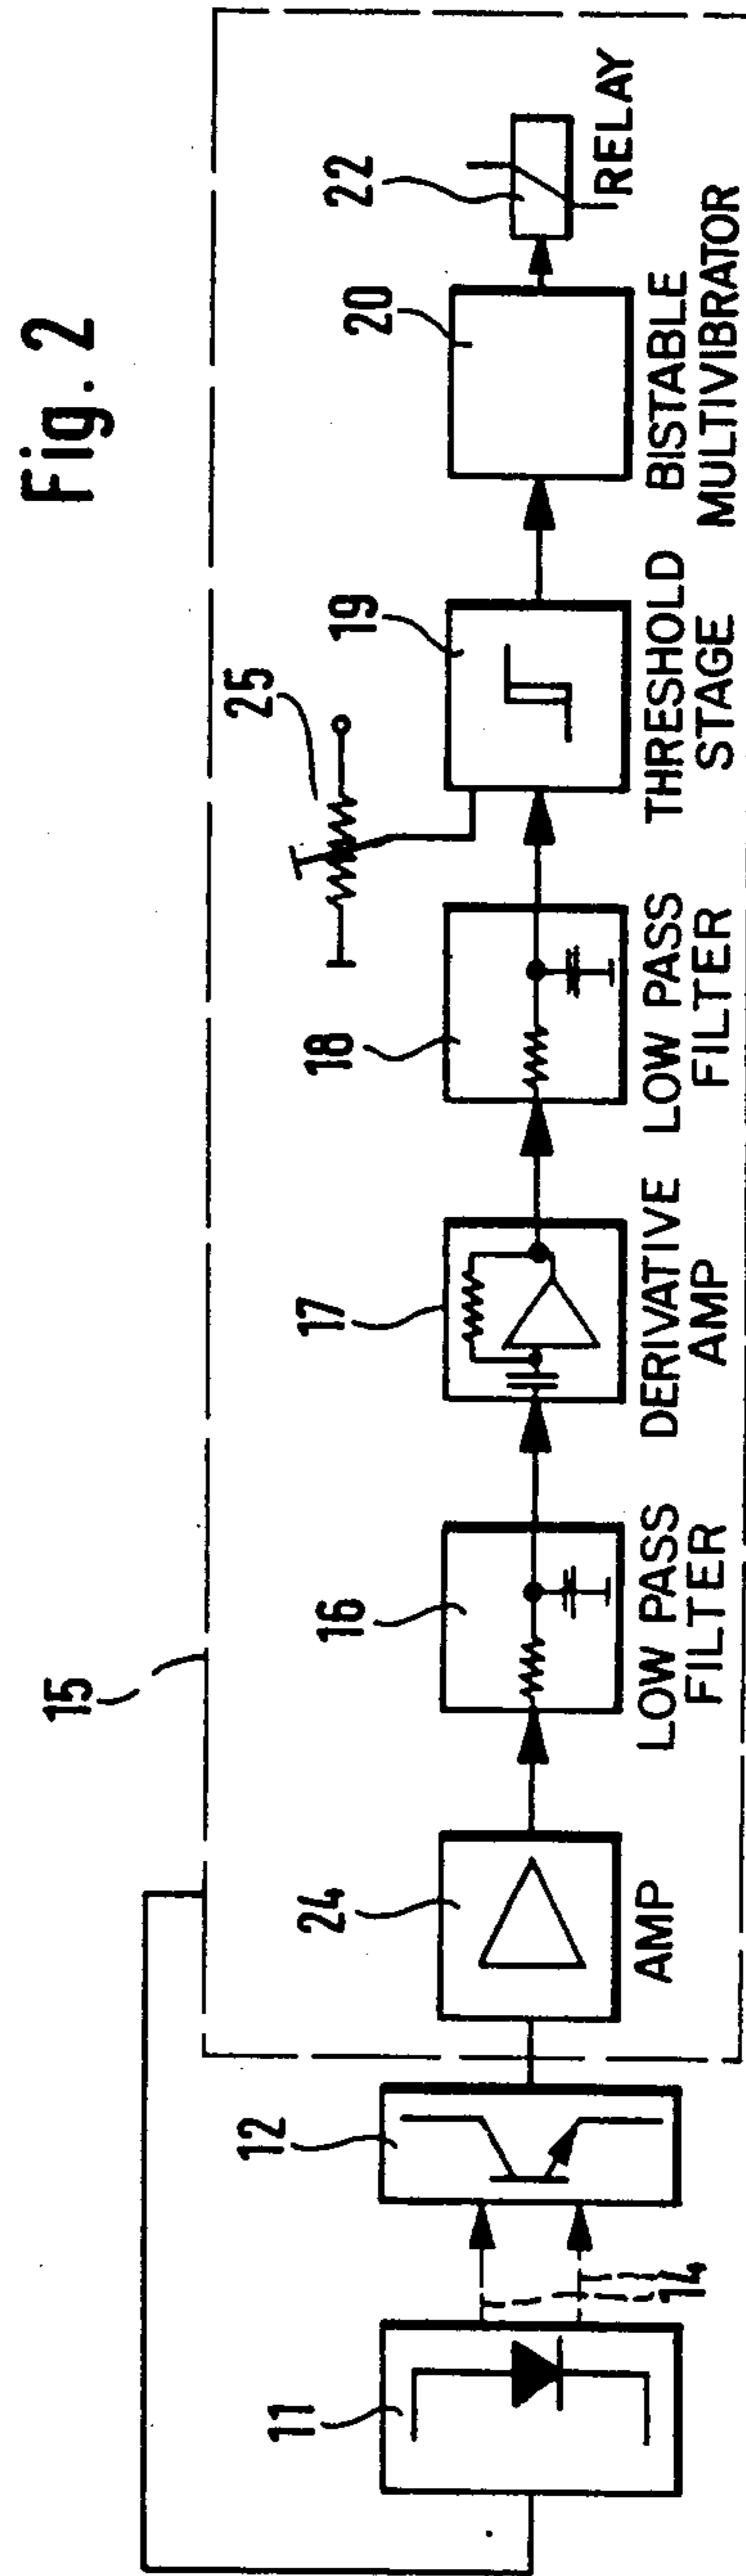 Fig. 2
15
11
14
12
24
AMP
16
LOW PASS
FILTER
17
DERIVATIVE
AMP
18
LOW PASS
FILTER
25
19
THRESHOLD
STAGE
20
BISTABLE
MULTIVIBRATOR
22
RELAY